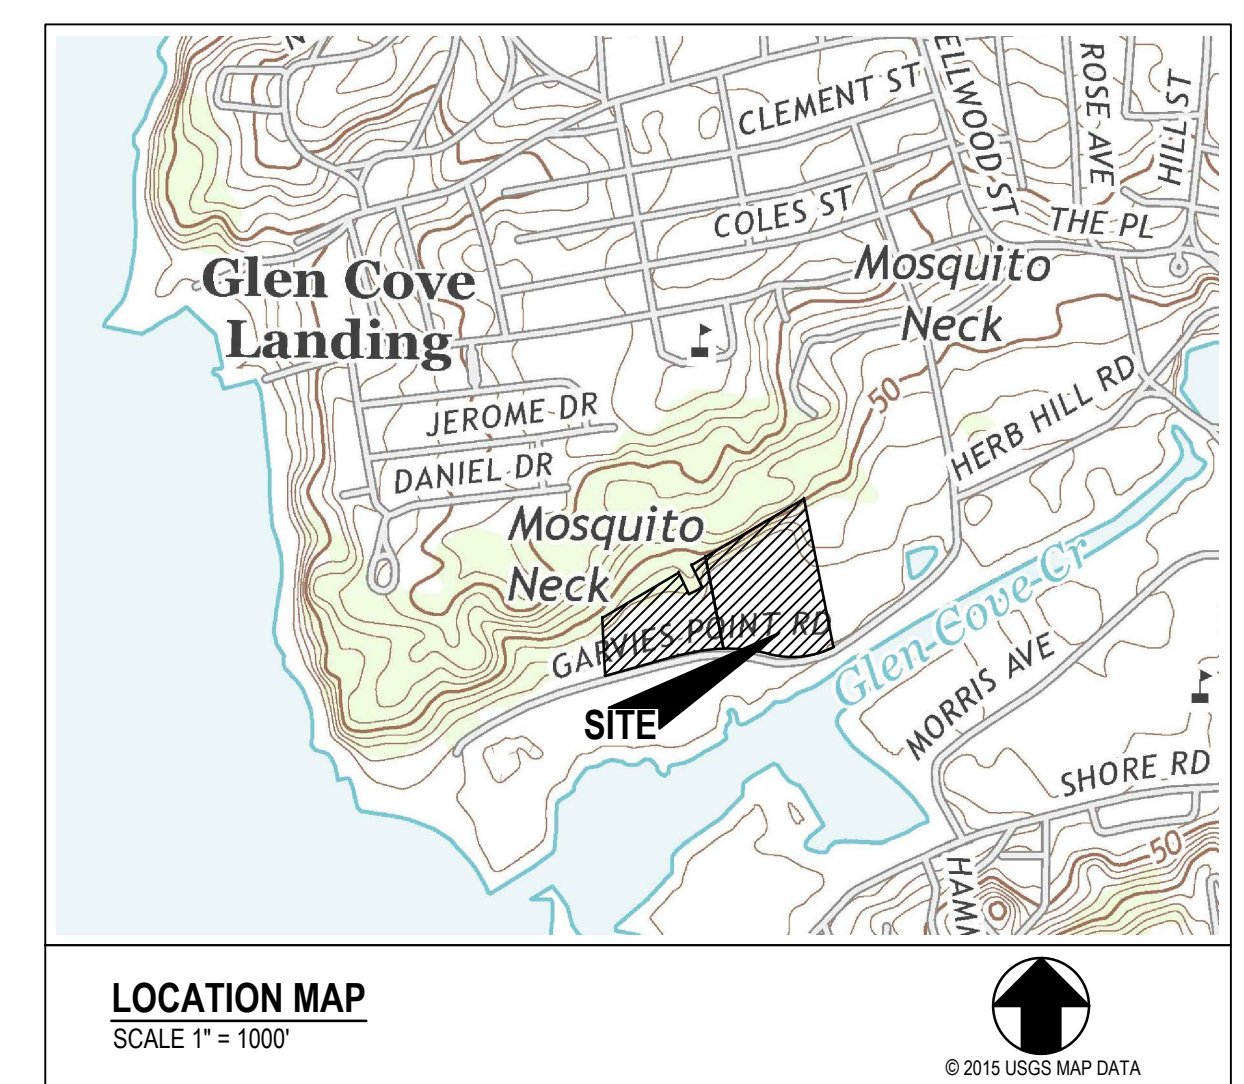 N
CLEMENT ST
ELLWOOD ST
ROSE AVE
HILL ST
COLES ST
THE PL
Glen Cove
Landing
Mosquito
Neck
JEROME DR
50
HERB HILL RD
DANIEL DR
Mosquito
Neck
GARVIES POINT RD
Glen Cove Cr
SITE
MORRIS AVE
SHORE RD
50
HAM
LOCATION MAP
SCALE 1" = 1000'
© 2015 USGS MAP DATA